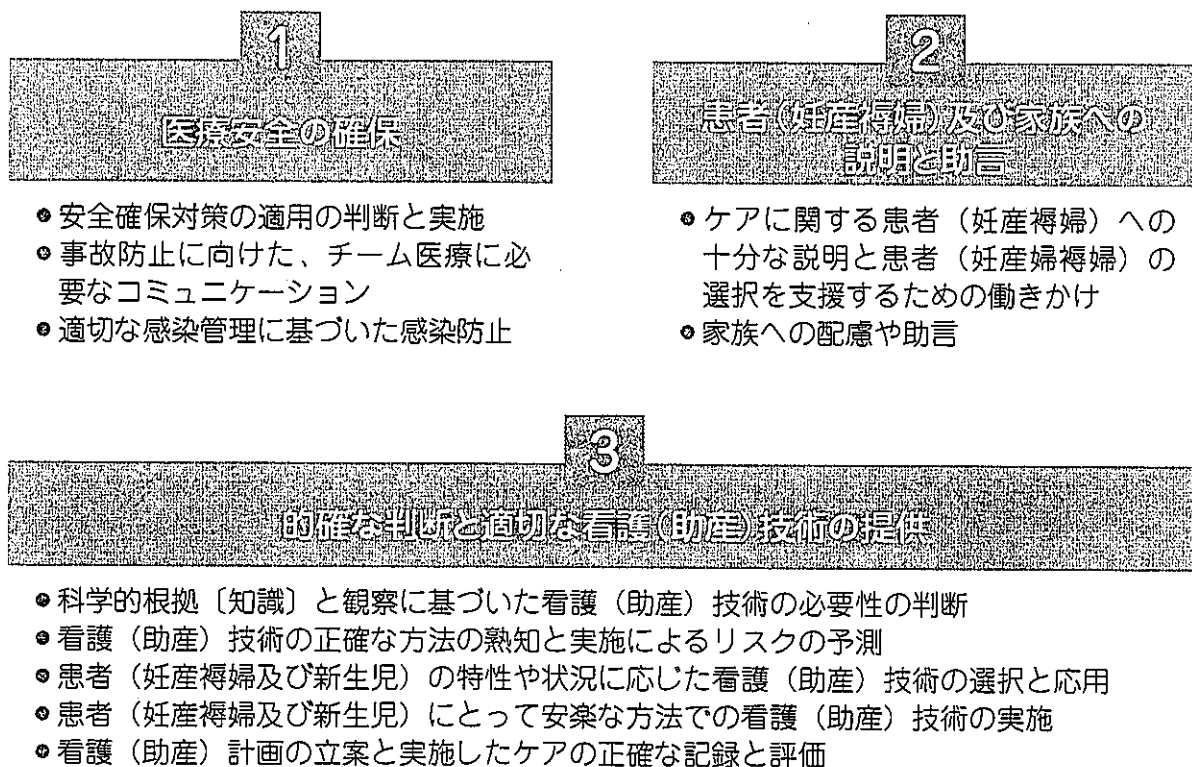 1
医療安全の確保
● 安全確保対策の適用の判断と実施
● 事故防止に向けた、チーム医療に必
要なコミュニケーション
● 適切な感染管理に基づいた感染防止
2
患者(妊産褥婦)及び家族への
説明と助言
● ケアに関する患者（妊産褥婦）への
十分な説明と患者（妊産婦褥婦）の
選択を支援するための働きかけ
● 家族への配慮や助言
3
的確な判断と適切な看護(助産)技術の提供
● 科学的根拠〔知識〕と観察に基づいた看護（助産）技術の必要性の判断
● 看護（助産）技術の正確な方法の熟知と実施によるリスクの予測
● 患者（妊産褥婦及び新生児）の特性や状況に応じた看護（助産）技術の選択と応用
● 患者（妊産褥婦及び新生児）にとって安楽な方法での看護（助産）技術の実施
● 看護（助産）計画の立案と実施したケアの正確な記録と評価